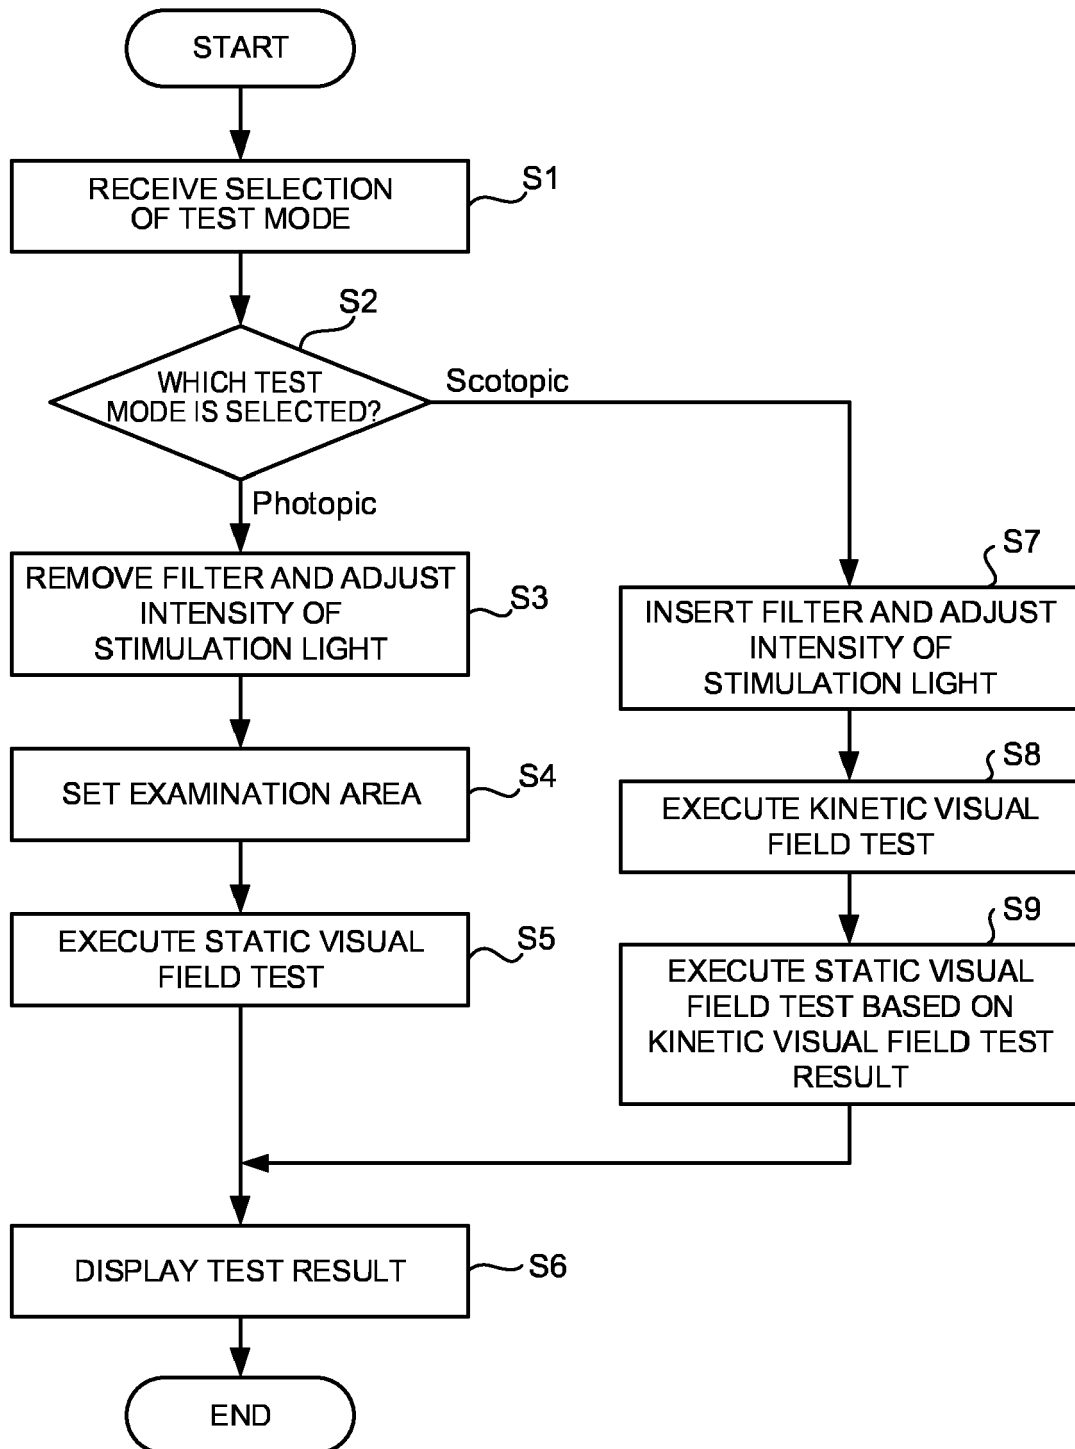 START
RECEIVE SELECTION
OF TEST MODE
S1
S2
WHICH TEST
MODE IS SELECTED?
Scotopic
Photopic
REMOVE FILTER AND ADJUST
INTENSITY OF
STIMULATION LIGHT
S3
SET EXAMINATION AREA
S4
EXECUTE STATIC VISUAL
FIELD TEST
S5
S7
INSERT FILTER AND ADJUST
INTENSITY OF
STIMULATION LIGHT
S8
EXECUTE KINETIC VISUAL
FIELD TEST
S9
EXECUTE STATIC VISUAL
FIELD TEST BASED ON
KINETIC VISUAL FIELD TEST
RESULT
DISPLAY TEST RESULT
S6
END